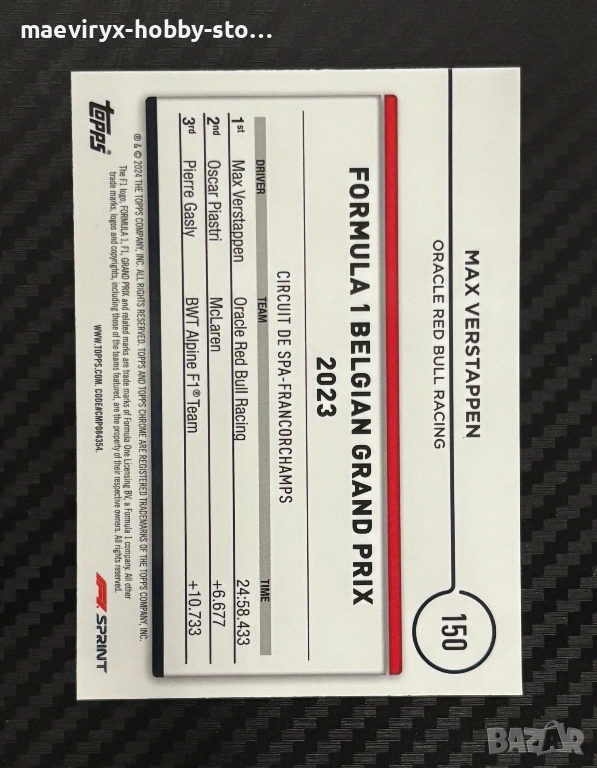 maeviryx-hobby-sto...
150
MAX VERSTAPPEN
ORACLE RED BULL RACING
FORMULA 1 BELGIAN GRAND PRIX
2023
CIRCUIT DE SPA-FRANCORCHAMPS
DRIVER TEAM TIME
1st Max Verstappen Oracle Red Bull Racing 24:58.433
2nd Oscar Piastri McLaren +6.677
3rd Pierre Gasly BWT Alpine F1® Team +10.733
topps®
F1 SPRINT
® & © 2024 THE TOPPS COMPANY, INC. ALL RIGHTS RESERVED. TOPPS AND TOPPS CHROME ARE REGISTERED TRADEMARKS OF THE TOPPS COMPANY, INC.
The F1 logo, FORMULA 1, F1, GRAND PRIX and related marks are trade marks of Formula One Licensing BV, a Formula 1 company. All other
trade marks, logos and copyrights, including those of the teams featured, are the property of their respective owners. All rights reserved.
WWW.TOPPS.COM. CODE#CMP084354.
BAZAR